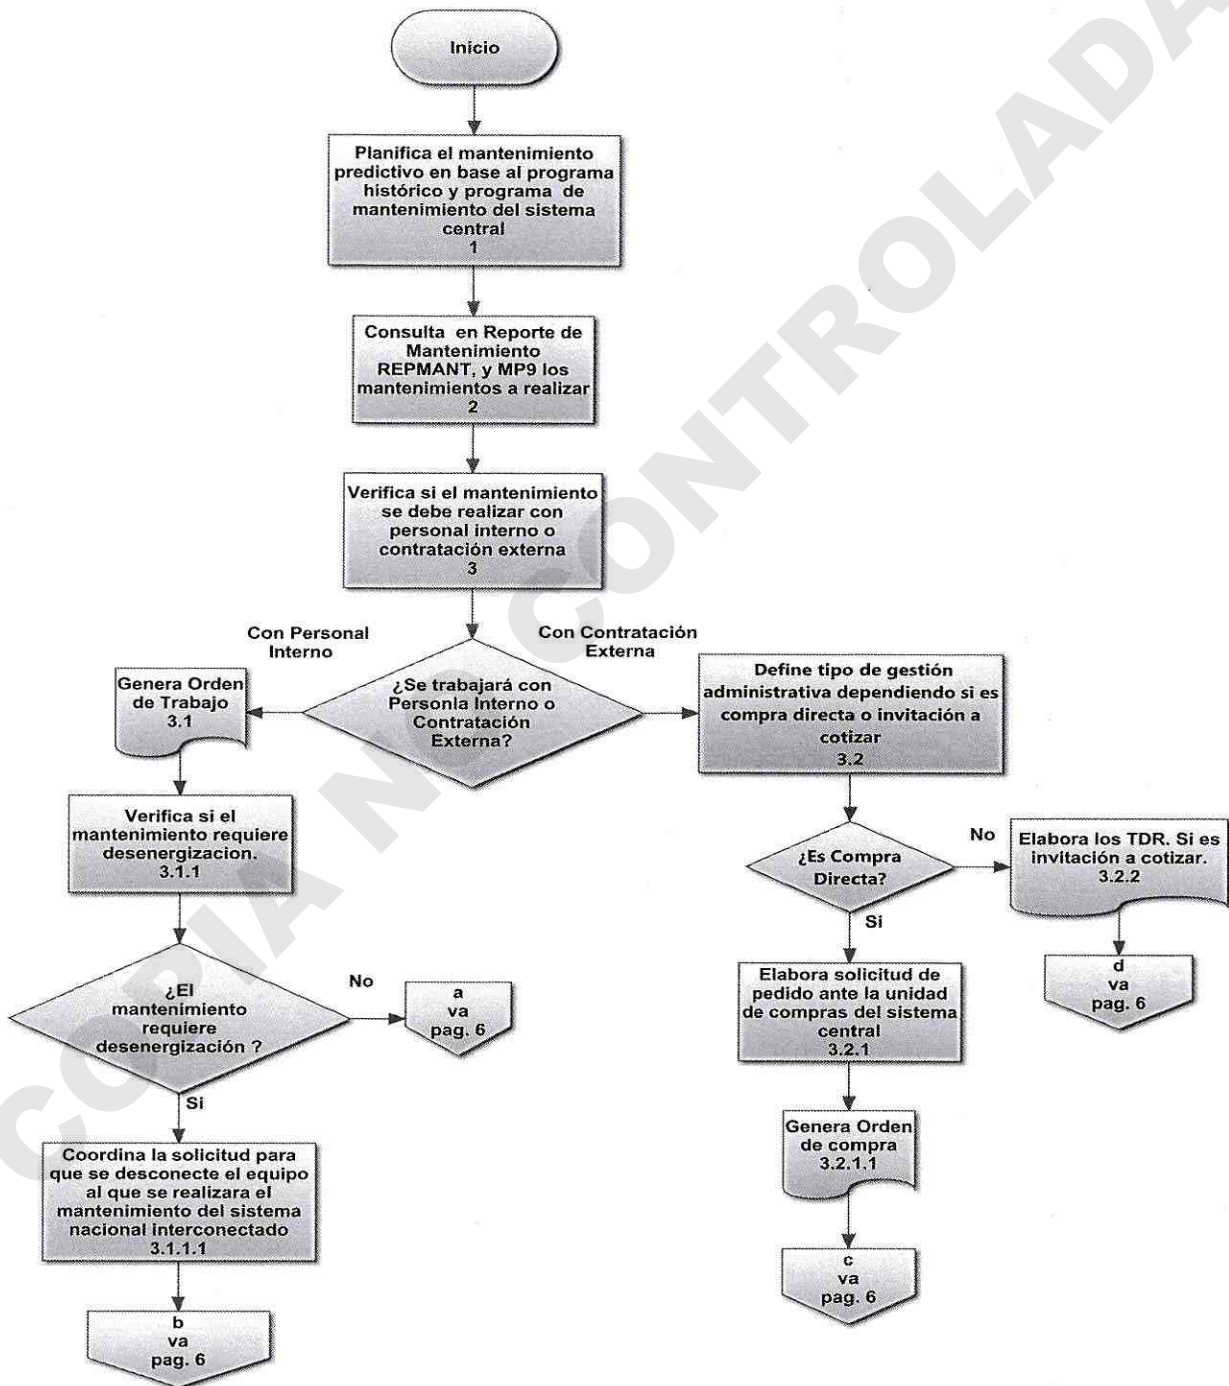 Inicio
Planifica el mantenimiento
predictivo en base al programa
histórico y programa de
mantenimiento del sistema
central
1
Consulta en Reporte de
Mantenimiento
REPMANT, y MP9 los
mantenimientos a realizar
2
Verifica si el mantenimiento
se debe realizar con
personal interno o
contratación externa
3
Con Personal
Interno
Con Contratación
Externa
¿Se trabajará con
Personla Interno o
Contratación
Externa?
Genera Orden
de Trabajo
3.1
Define tipo de gestión
administrativa dependiendo si es
compra directa o invitación a
cotizar
3.2
Verifica si el
mantenimiento requiere
desenergizacion.
3.1.1
¿Es Compra
Directa?
No
Elabora los TDR. Si es
invitación a cotizar.
3.2.2
Si
d
va
pag. 6
¿El
mantenimiento
requiere
desenergización ?
No
a
va
pag. 6
Elabora solicitud de
pedido ante la unidad
de compras del sistema
central
3.2.1
Si
Coordina la solicitud para
que se desconecte el equipo
al que se realizara el
mantenimiento del sistema
nacional interconectado
3.1.1.1
Genera Orden
de compra
3.2.1.1
b
va
pag. 6
c
va
pag. 6
COPIA NO CONTROLADA